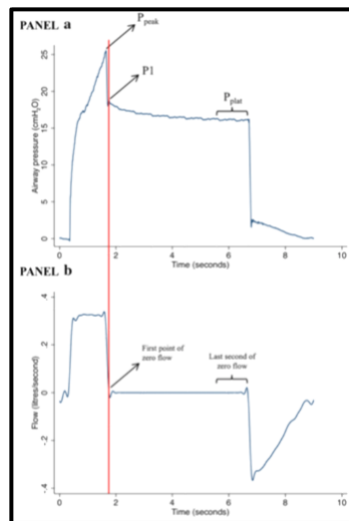 PANEL a
P_peak
P1
P_plat
Airway pressure (cmH₂O)
25
20
15
10
5
0
0 2 4 6 8 10
Time (seconds)
PANEL b
First point of
zero flow
Last second of
zero flow
Flow (litres/second)
.4
.2
0
-.2
-.4
0 2 4 6 8 10
Time (seconds)